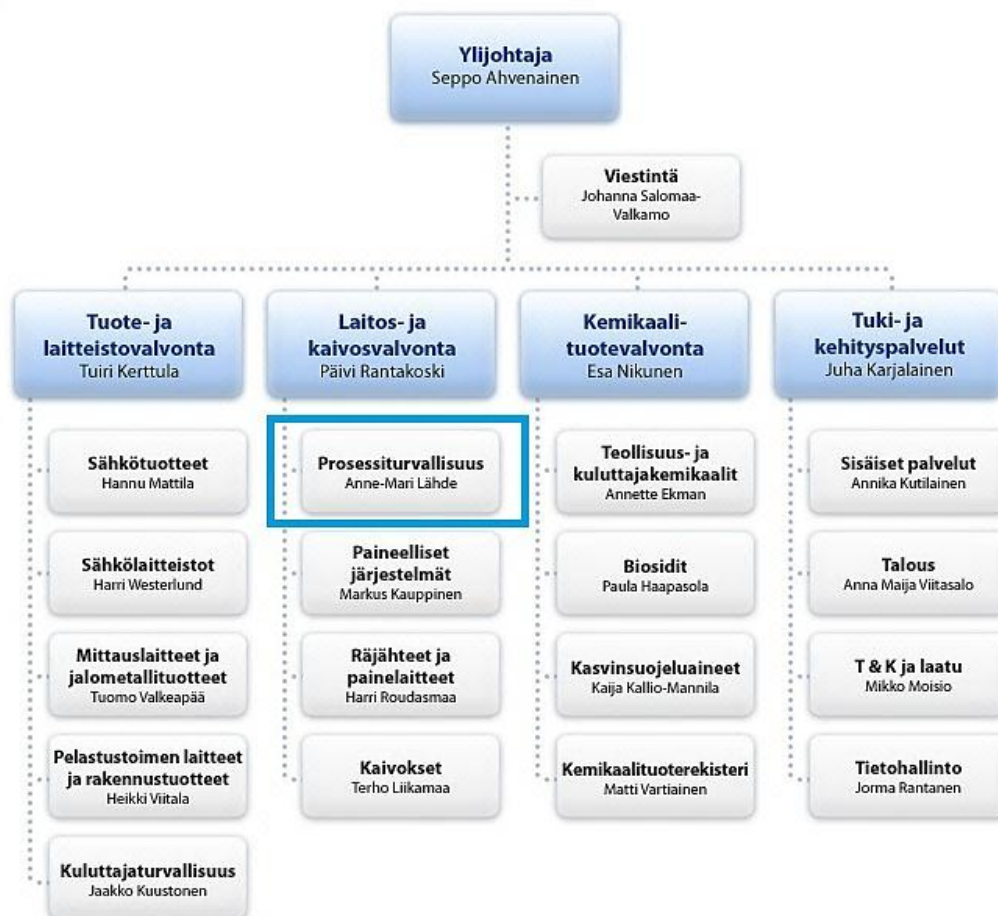 Ylijohtaja
Seppo Ahvenainen
Viestintä
Johanna Salomaa-
Valkamo
Tuote- ja
laitteistovalvonta
Tuiri Kerttula
Sähkötuotteet
Hannu Mattila
Sähkölaitteistot
Harri Westerlund
Mittauslaitteet ja
jalometallituotteet
Tuomo Valkeapää
Pelastustoimen laitteet
ja rakennustuotteet
Heikki Viitala
Kuluttajaturvallisuus
Jaakko Kuustonen
Laitos- ja
kaivosvalvonta
Päivi Rantakoski
Prosessiturvallisuus
Anne-Mari Lähde
Paineelliset
järjestelmät
Markus Kauppinen
Räjähteet ja
painelaitteet
Harri Roudasmaa
Kaivokset
Terho Liikamaa
Kemikaali-
tuotevalvonta
Esa Nikunen
Teollisuus- ja
kuluttajakemikaalit
Annette Ekman
Biosidit
Paula Haapasola
Kasvinsuojeluaineet
Kaija Kallio-Mannila
Kemikaalituoterekisteri
Matti Vartiainen
Tuki- ja
kehityspalvelut
Juha Karjalainen
Sisäiset palvelut
Annika Kutilainen
Talous
Anna Maija Viitasalo
T & K ja laatu
Mikko Moisio
Tietohallinto
Jorma Rantanen